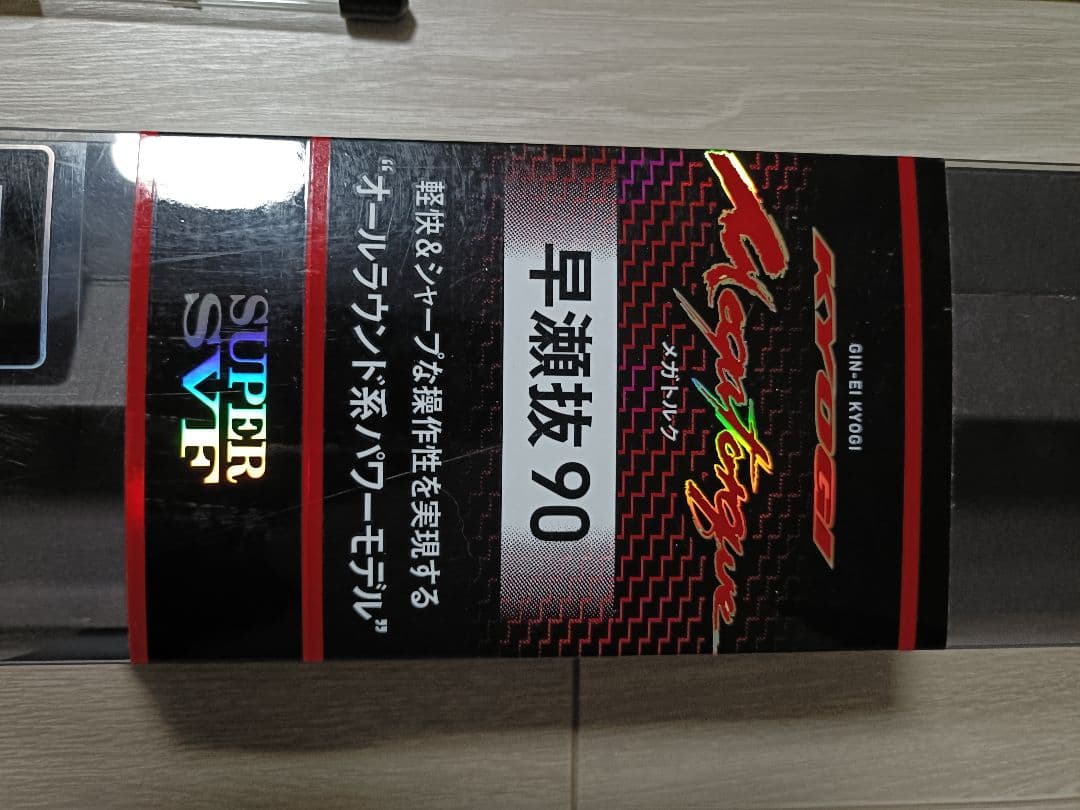 GIN-EI KYOGI
KYOGI
Megatorque
メガトルク
早瀬抜 90
軽快&シャープな操作性を実現する
“オールラウンド系パワーモデル”
SUPER
SVF